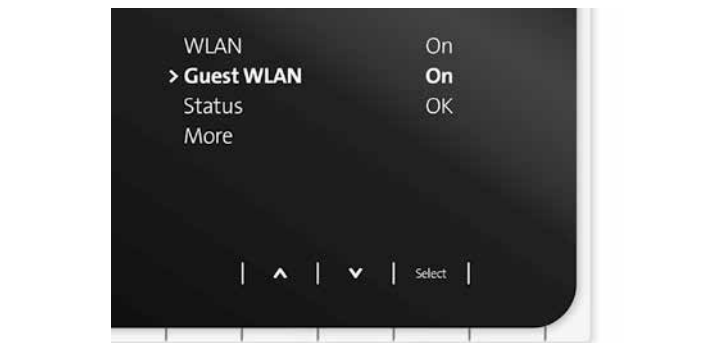 WLAN On
> Guest WLAN On
Status OK
More
Select